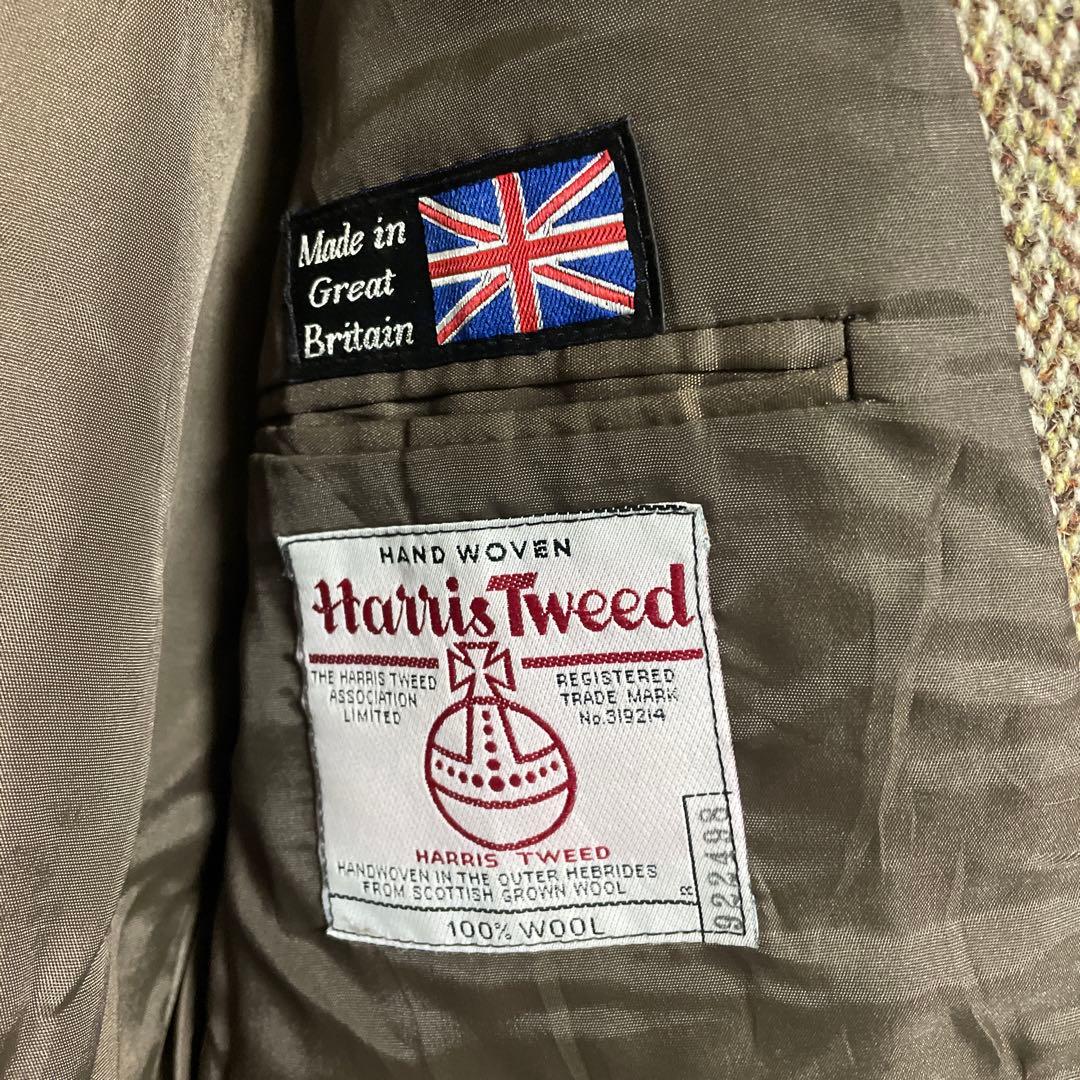 Made in
Great
Britain
HAND WOVEN
Harris Tweed
THE HARRIS TWEED
ASSOCIATION
LIMITED
REGISTERED
TRADE MARK
No.319214
HARRIS TWEED
HANDWOVEN IN THE OUTER HEBRIDES
FROM SCOTTISH GROWN WOOL
100% WOOL
922498